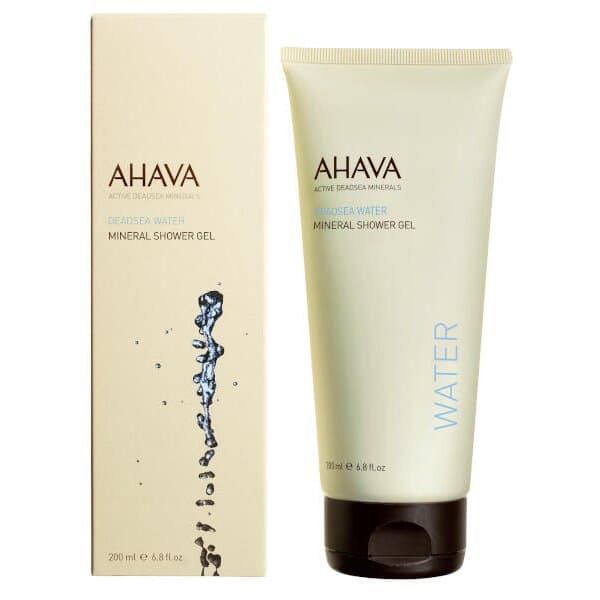 AHAVA
ACTIVE DEADSEA MINERALS
DEADSEA WATER
MINERAL SHOWER GEL
200 ml ℮ 6.8 fl.oz
AHAVA
ACTIVE DEADSEA MINERALS
DEADSEA WATER
MINERAL SHOWER GEL
WATER
200 ml ℮ 6.8 fl.oz